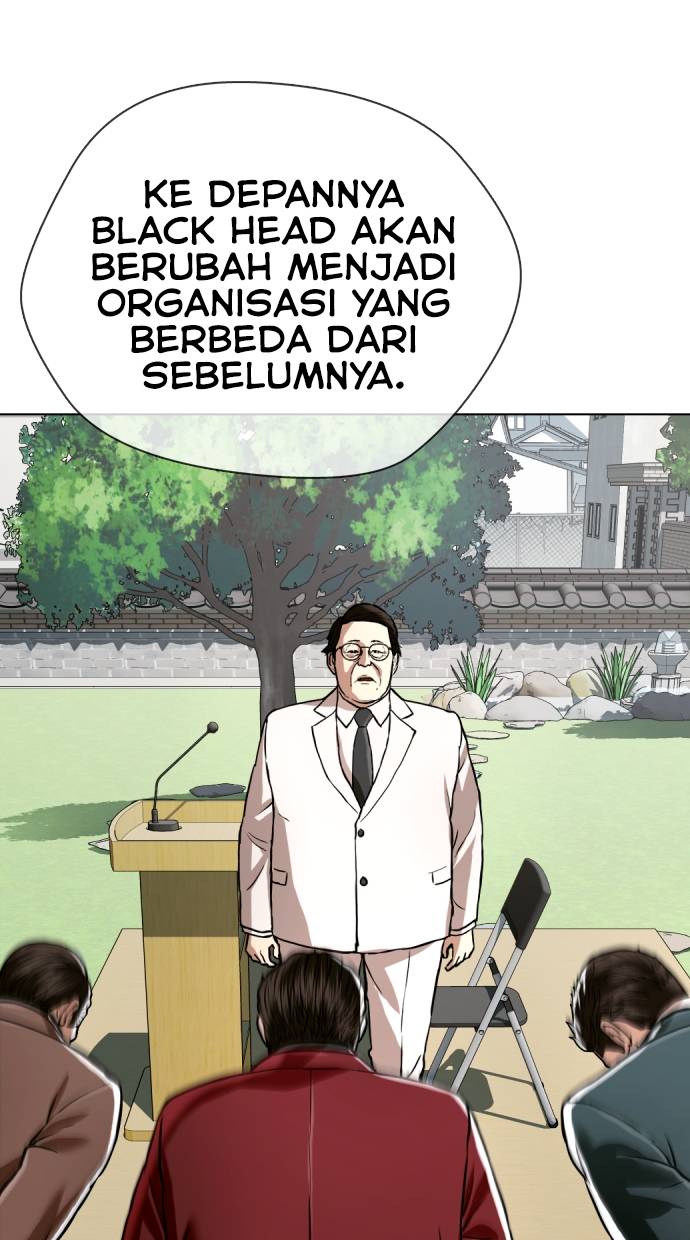 KE DEPANNYA
BLACK HEAD AKAN
BERUBAH MENJADI
ORGANISASI YANG
BERBEDA DARI
SEBELUMNYA.